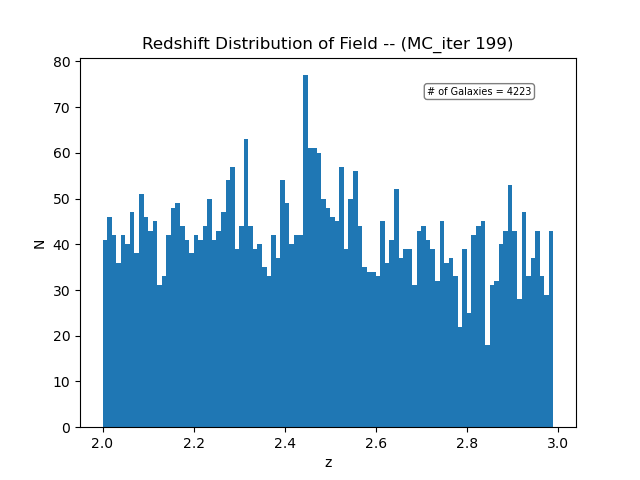 Redshift Distribution of Field -- (MC_iter 199)
# of Galaxies = 4223
80
70
60
50
40
30
20
10
0
N
2.0 2.2 2.4 2.6 2.8 3.0
z